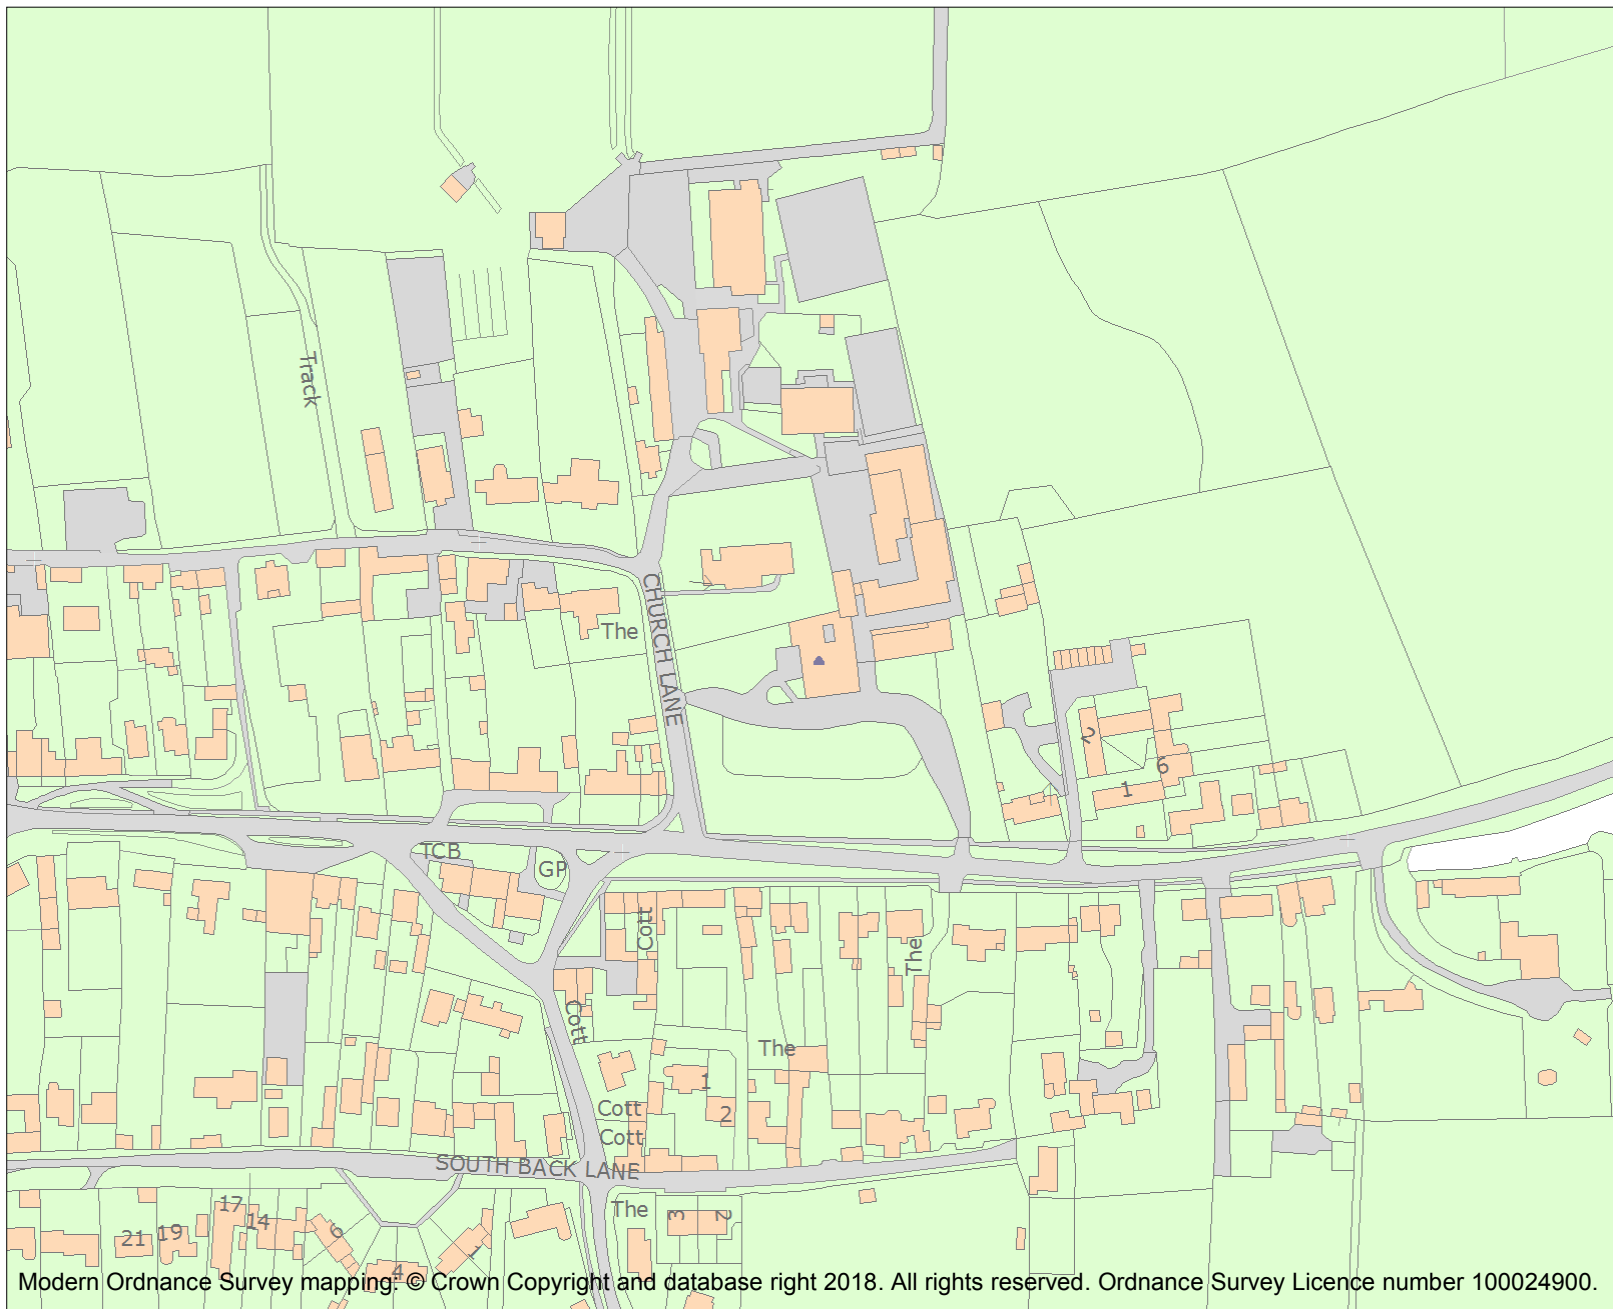 Track
The
CHURCH LANE
2
6
1
TCB
GP
Cott
The
Cott
The
1
2
Cott
Cott
SOUTH BACK LANE
The
3
2
17
14
21
19
6
4
1
Modern Ordnance Survey mapping: © Crown Copyright and database right 2018. All rights reserved. Ordnance Survey Licence number 100024900.